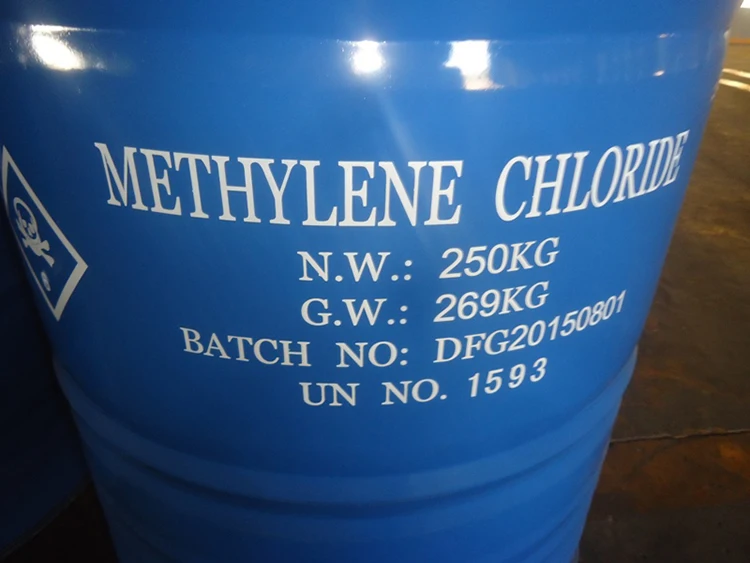 METHYLENE CHLORIDE
N.W.: 250KG
G.W.: 269KG
BATCH NO: DFG20150801
UN NO. 1593